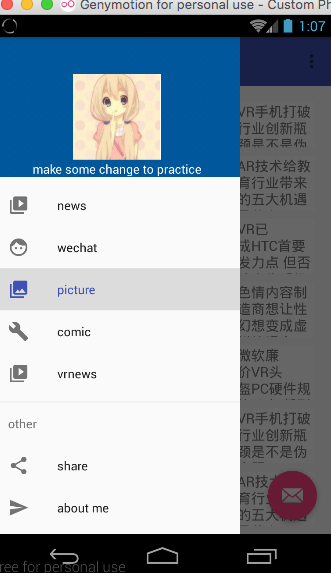 Genymotion for personal use - Custom Ph
1:07
make some change to practice
news
wechat
picture
comic
vrnews
other
share
about me
VR手机打破
行业创新瓶
颈是不是伪
AR技术给教
育行业带来
的五大机遇
VR已
成HTC首要
发力点 但否
色情内容制
造商想让性
幻想变成虚
微软廉
价VR头
盔PC硬件规
VR手机打破
行业创新瓶
颈是不是伪
AR技
育行
的五大机遇
ree for personal use